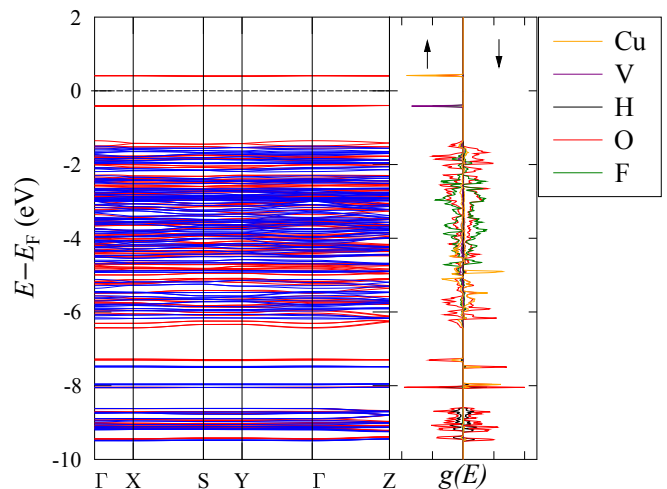 2
0
-2
-4
-6
-8
-10
E−E_F (eV)
Γ X S Y Γ Z
g(E)
Cu
V
H
O
F